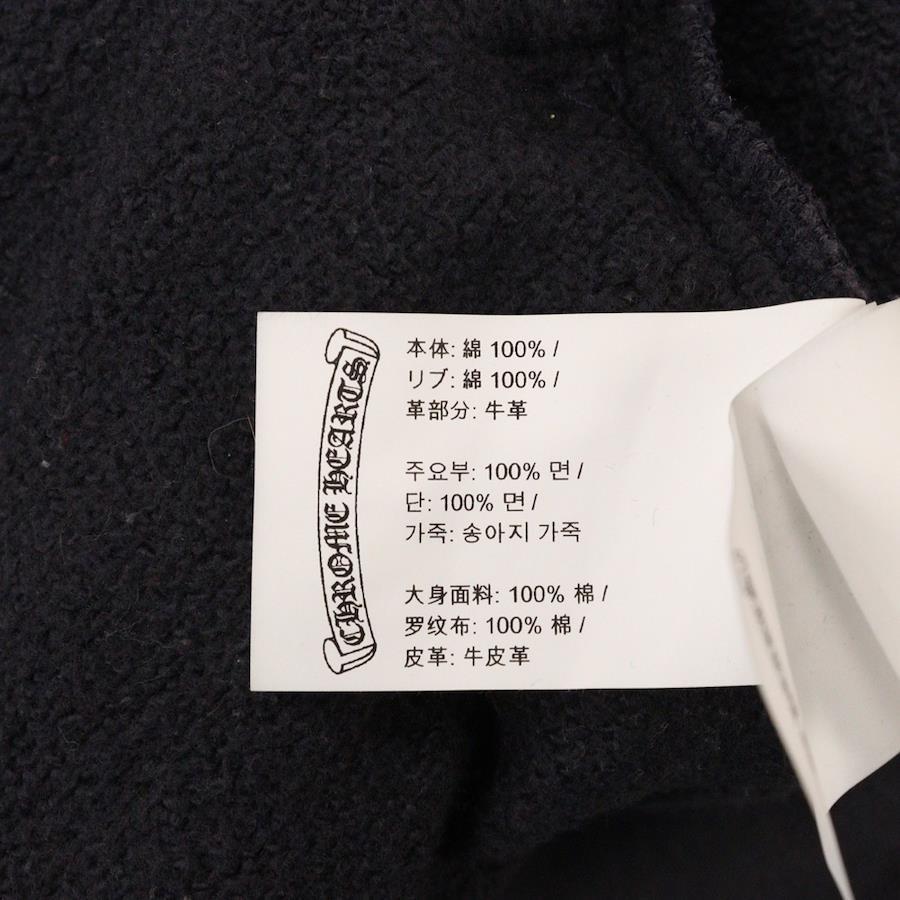 CHROME HEARTS
本体: 綿 100% /
リブ: 綿 100% /
革部分: 牛革
주요부: 100% 면 /
단: 100% 면 /
가죽: 송아지 가죽
大身面料: 100% 棉 /
罗纹布: 100% 棉 /
皮革: 牛皮革